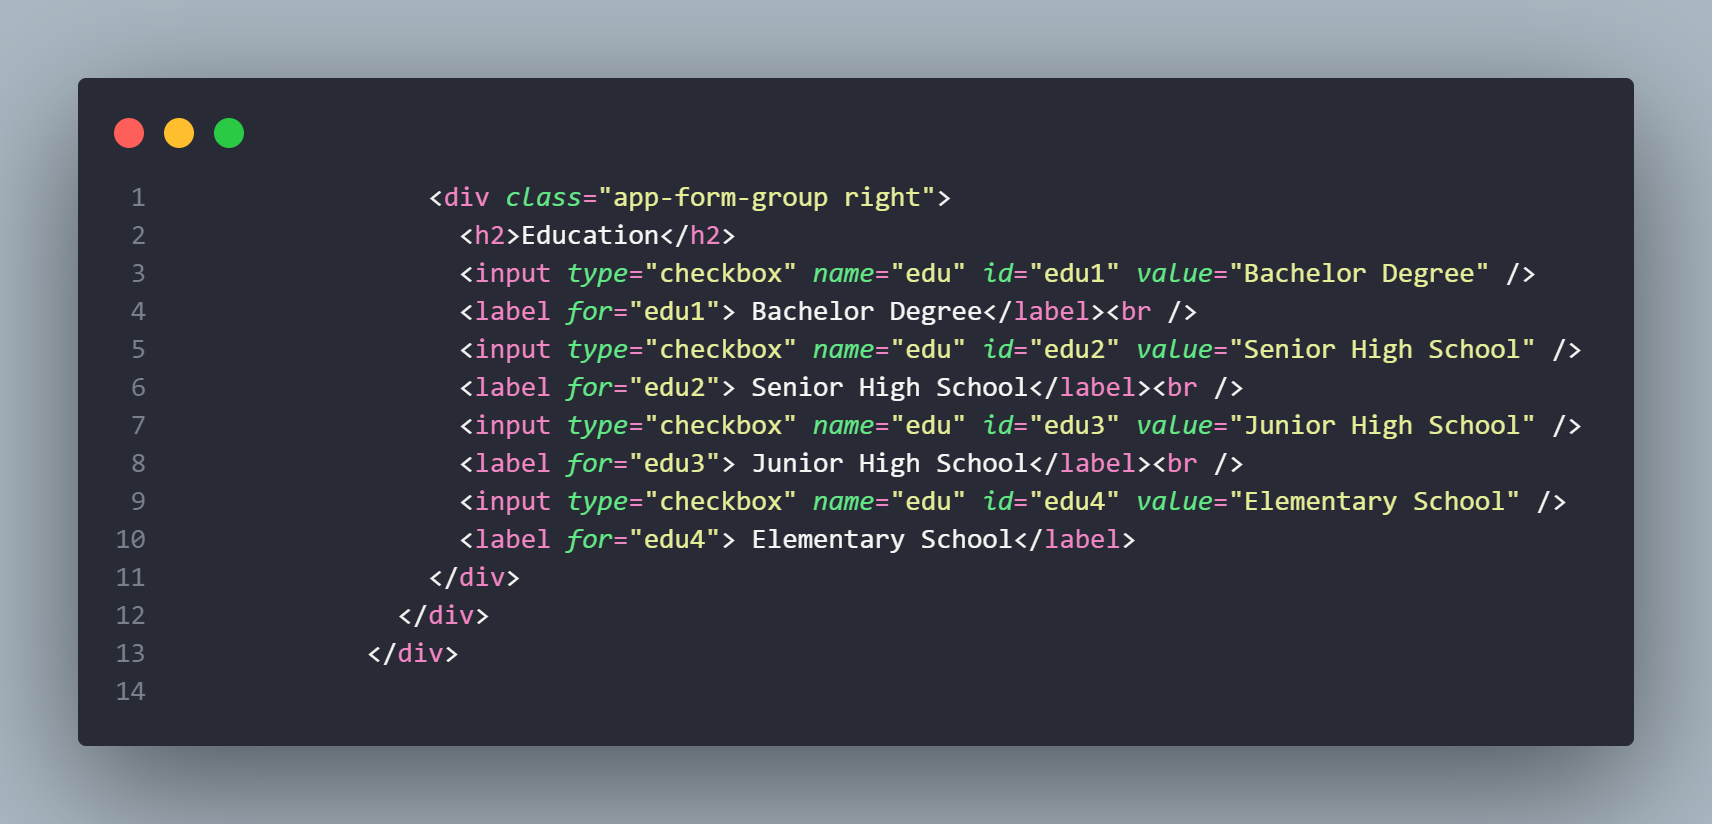 1 <div class="app-form-group right">
2 <h2>Education</h2>
3 <input type="checkbox" name="edu" id="edu1" value="Bachelor Degree" />
4 <label for="edu1"> Bachelor Degree</label><br />
5 <input type="checkbox" name="edu" id="edu2" value="Senior High School" />
6 <label for="edu2"> Senior High School</label><br />
7 <input type="checkbox" name="edu" id="edu3" value="Junior High School" />
8 <label for="edu3"> Junior High School</label><br />
9 <input type="checkbox" name="edu" id="edu4" value="Elementary School" />
10 <label for="edu4"> Elementary School</label>
11 </div>
12 </div>
13 </div>
14